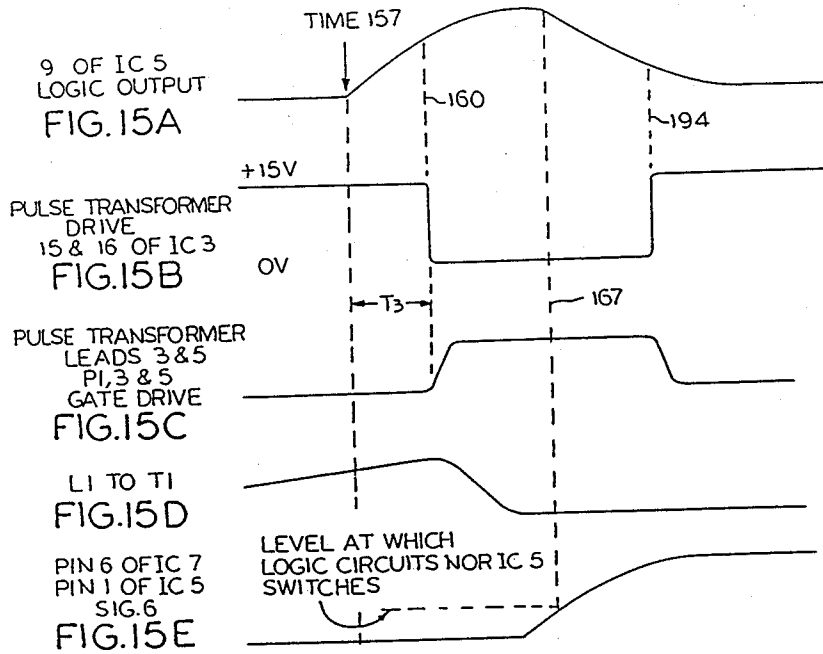 TIME 157
9 OF IC 5
LOGIC OUTPUT
FIG.15A
160
194
+15V
PULSE TRANSFORMER
DRIVE
15 & 16 OF IC 3
FIG.15B
0V
T3
167
PULSE TRANSFORMER
LEADS 3 & 5
P1, 3 & 5
GATE DRIVE
FIG.15C
L1 TO T1
FIG.15D
LEVEL AT WHICH
LOGIC CIRCUITS NOR IC 5
SWITCHES
PIN 6 OF IC 7
PIN 1 OF IC 5
SIG.6
FIG.15E